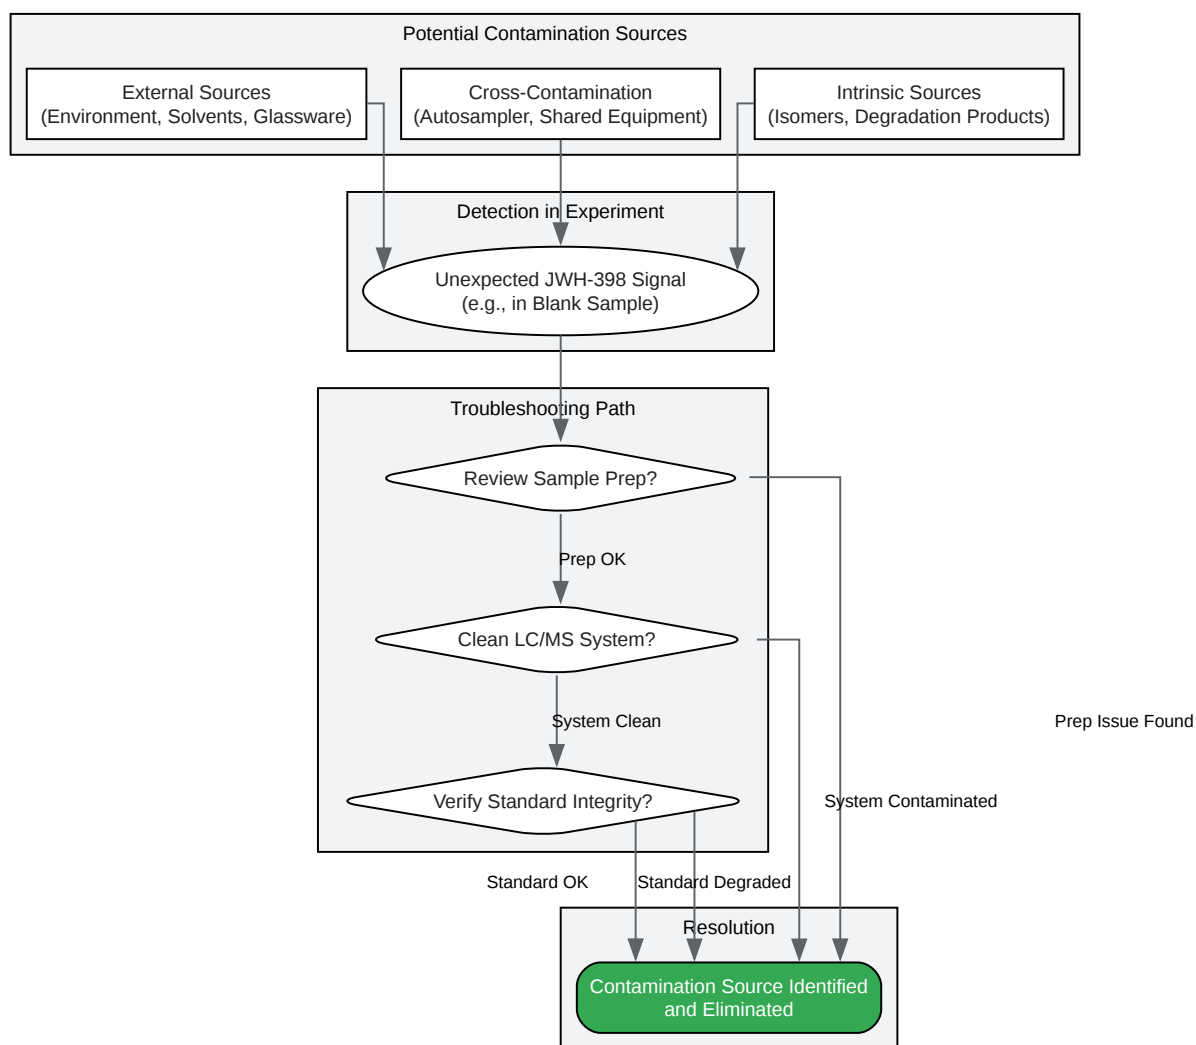 Potential Contamination Sources
External Sources
(Environment, Solvents, Glassware)
Cross-Contamination
(Autosampler, Shared Equipment)
Intrinsic Sources
(Isomers, Degradation Products)
Detection in Experiment
Unexpected JWH-398 Signal
(e.g., in Blank Sample)
Troubleshooting Path
Review Sample Prep?
Prep OK
Clean LC/MS System?
System Clean
Prep Issue Found
Verify Standard Integrity?
System Contaminated
Standard OK
Standard Degraded
Resolution
Contamination Source Identified
and Eliminated